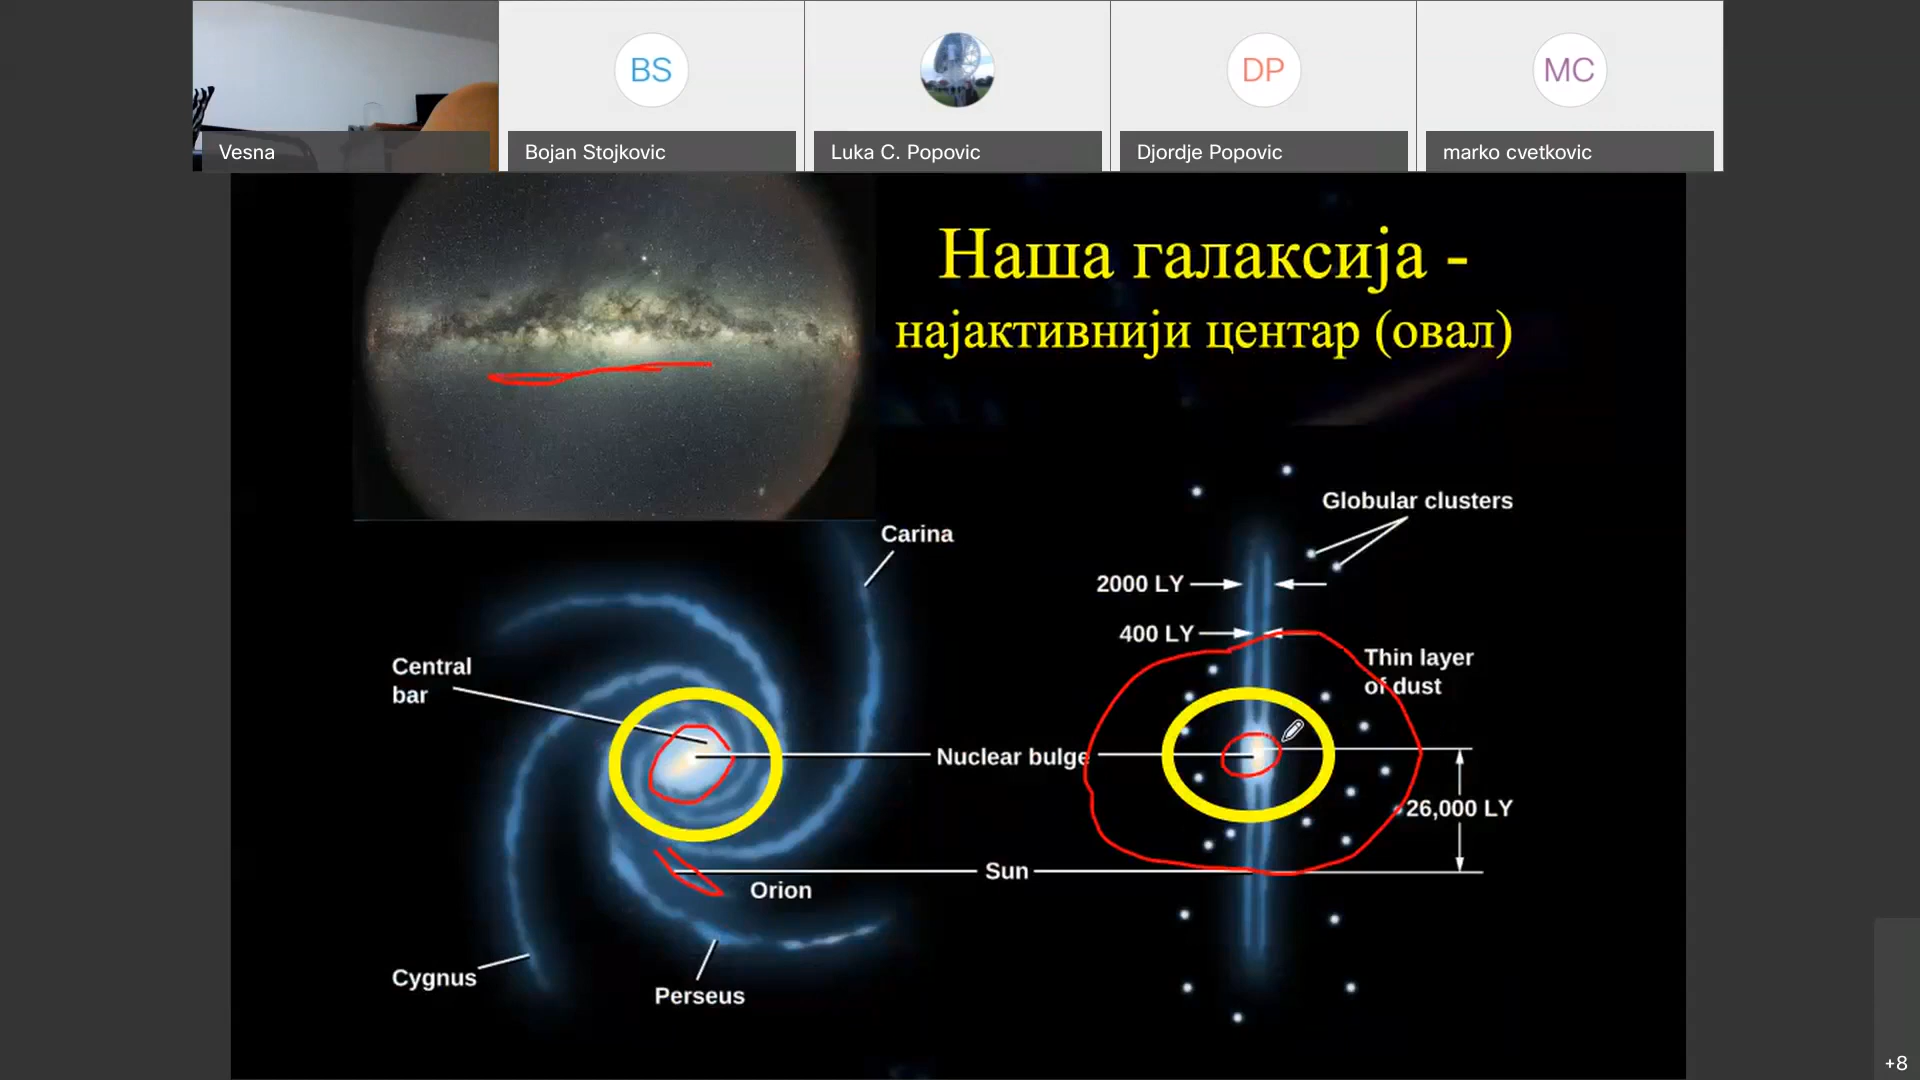 BS
DP
MC
Vesna
Bojan Stojkovic
Luka C. Popovic
Djordje Popovic
marko cvetkovic
Наша галаксија -
најактивнији центар (овал)
Globular clusters
Carina
2000 LY
400 LY
Thin layer
of dust
Central
bar
Nuclear bulge
26,000 LY
Sun
Orion
Cygnus
Perseus
+8